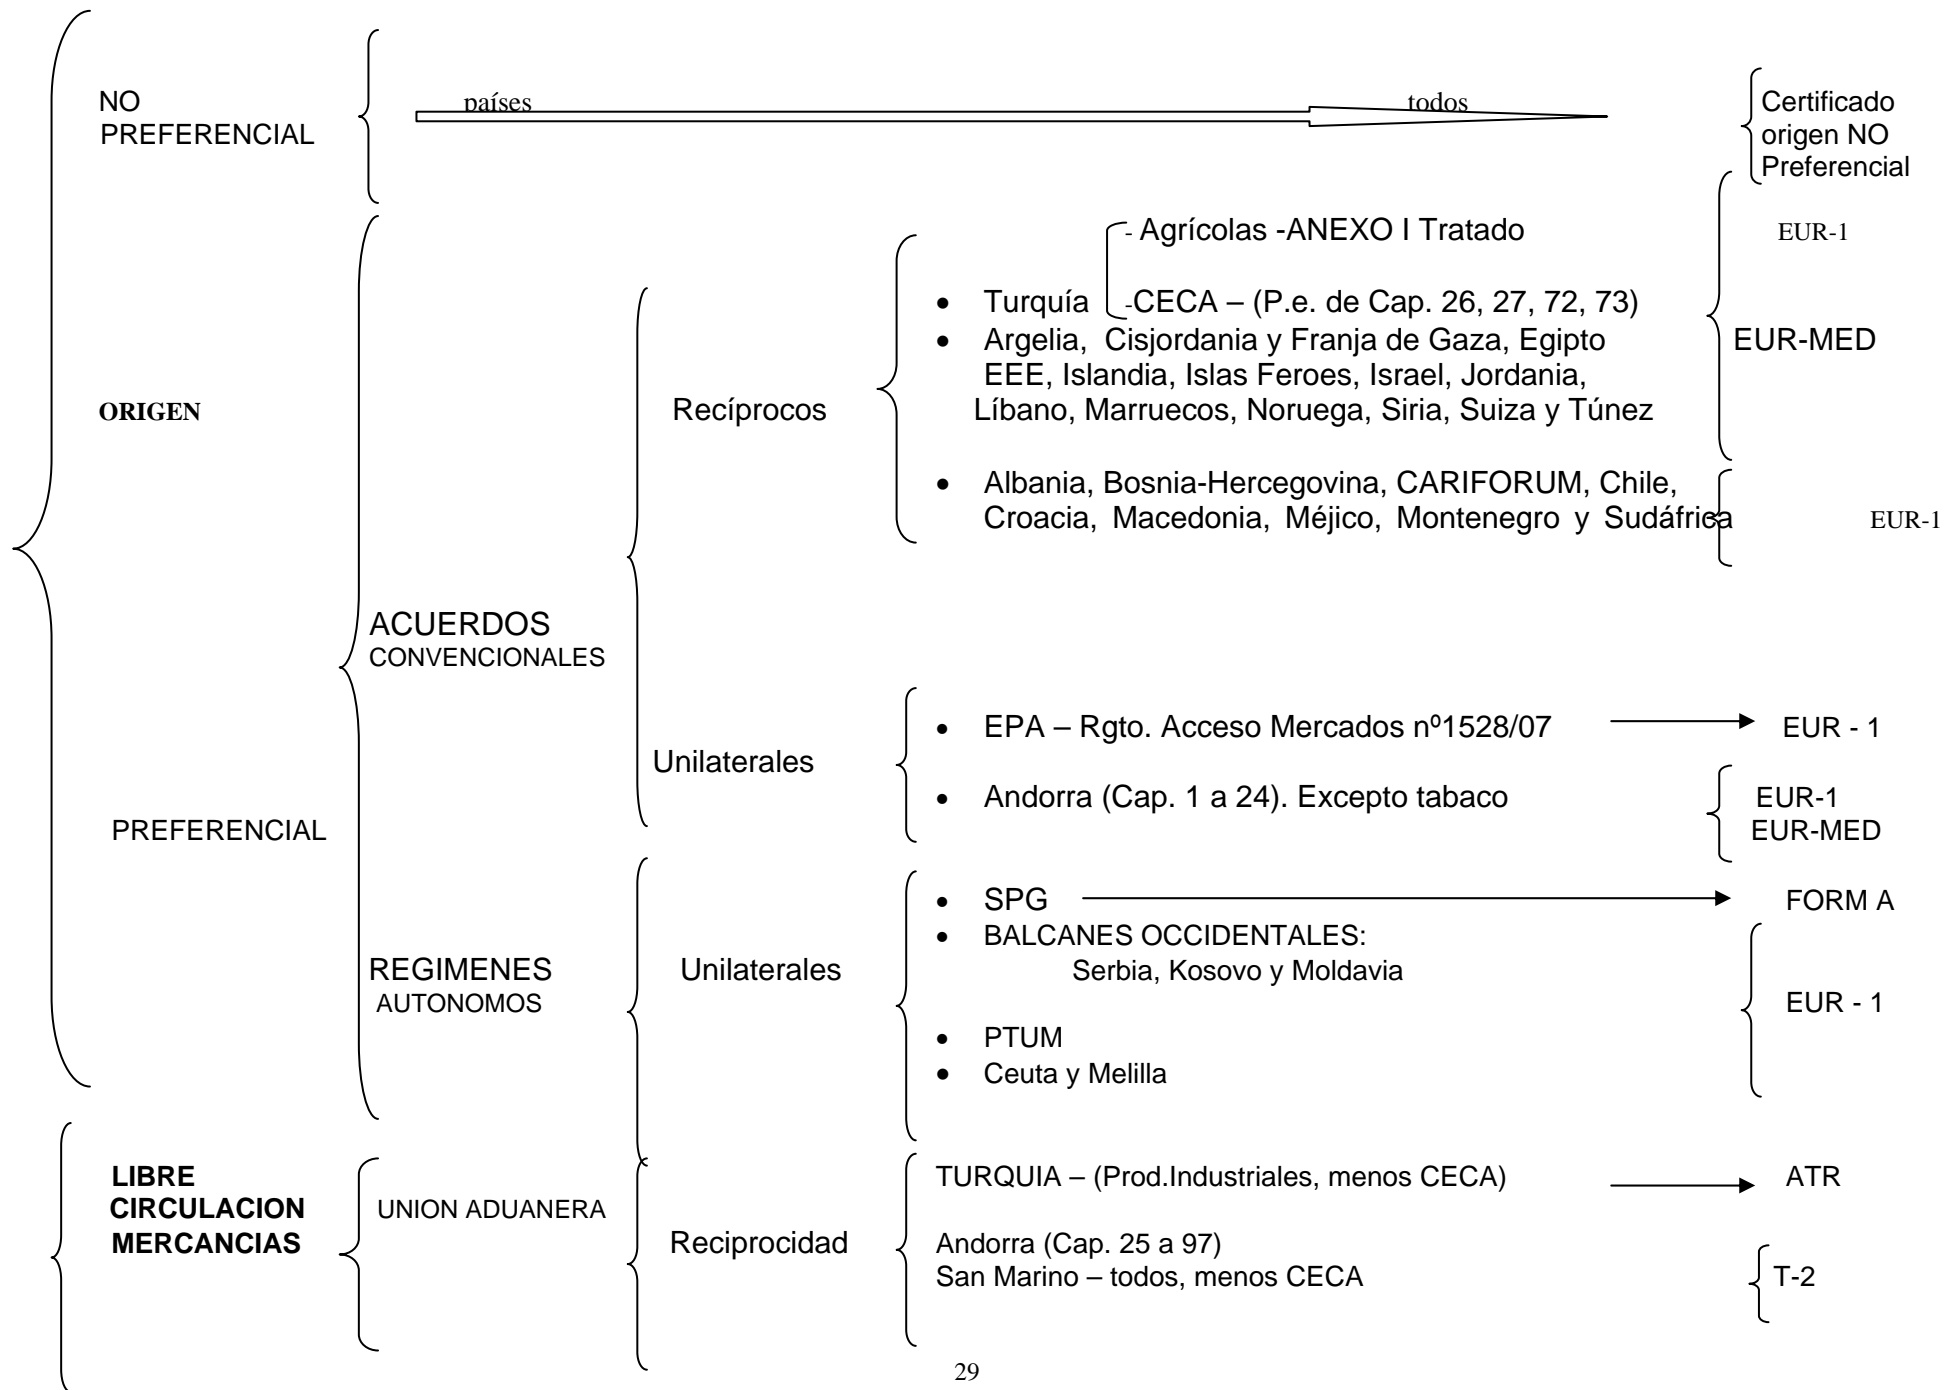 NO
PREFERENCIAL
países
todos
Certificado
origen NO
Preferencial
ORIGEN
PREFERENCIAL
ACUERDOS
CONVENCIONALES
Recíprocos
- Agrícolas -ANEXO I Tratado
EUR-1
• Turquía
-CECA – (P.e. de Cap. 26, 27, 72, 73)
• Argelia, Cisjordania y Franja de Gaza, Egipto
EEE, Islandia, Islas Feroes, Israel, Jordania,
Líbano, Marruecos, Noruega, Siria, Suiza y Túnez
EUR-MED
• Albania, Bosnia-Hercegovina, CARIFORUM, Chile,
Croacia, Macedonia, Méjico, Montenegro y Sudáfrica
EUR-1
Unilaterales
• EPA – Rgto. Acceso Mercados nº1528/07
EUR - 1
• Andorra (Cap. 1 a 24). Excepto tabaco
EUR-1
EUR-MED
REGIMENES
AUTONOMOS
Unilaterales
• SPG
FORM A
• BALCANES OCCIDENTALES:
Serbia, Kosovo y Moldavia
• PTUM
• Ceuta y Melilla
EUR - 1
LIBRE
CIRCULACION
MERCANCIAS
UNION ADUANERA
Reciprocidad
TURQUIA – (Prod.Industriales, menos CECA)
ATR
Andorra (Cap. 25 a 97)
San Marino – todos, menos CECA
T-2
29